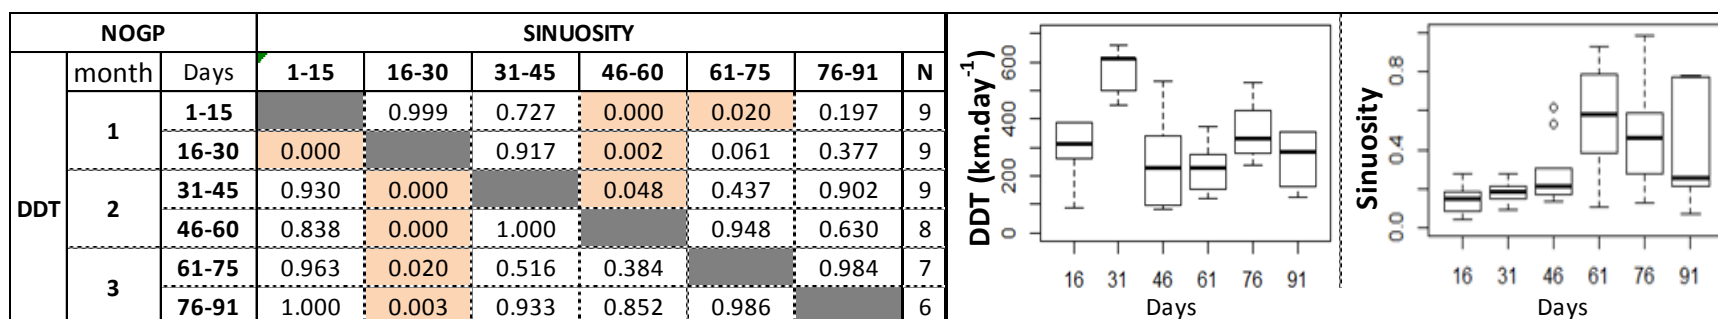 NOGP SINUOSITY
month Days 1-15 16-30 31-45 46-60 61-75 76-91 N
DDT
1 1-15 0.999 0.727 0.000 0.020 0.197 9
16-30 0.000 0.917 0.002 0.061 0.377 9
2 31-45 0.930 0.000 0.048 0.437 0.902 9
46-60 0.838 0.000 1.000 0.948 0.630 8
3 61-75 0.963 0.020 0.516 0.384 0.984 7
76-91 1.000 0.003 0.933 0.852 0.986 6
DDT (km.day⁻¹)
600
400
200
0
16 31 46 61 76 91
Days
Sinuosity
0.8
0.4
0.0
16 31 46 61 76 91
Days